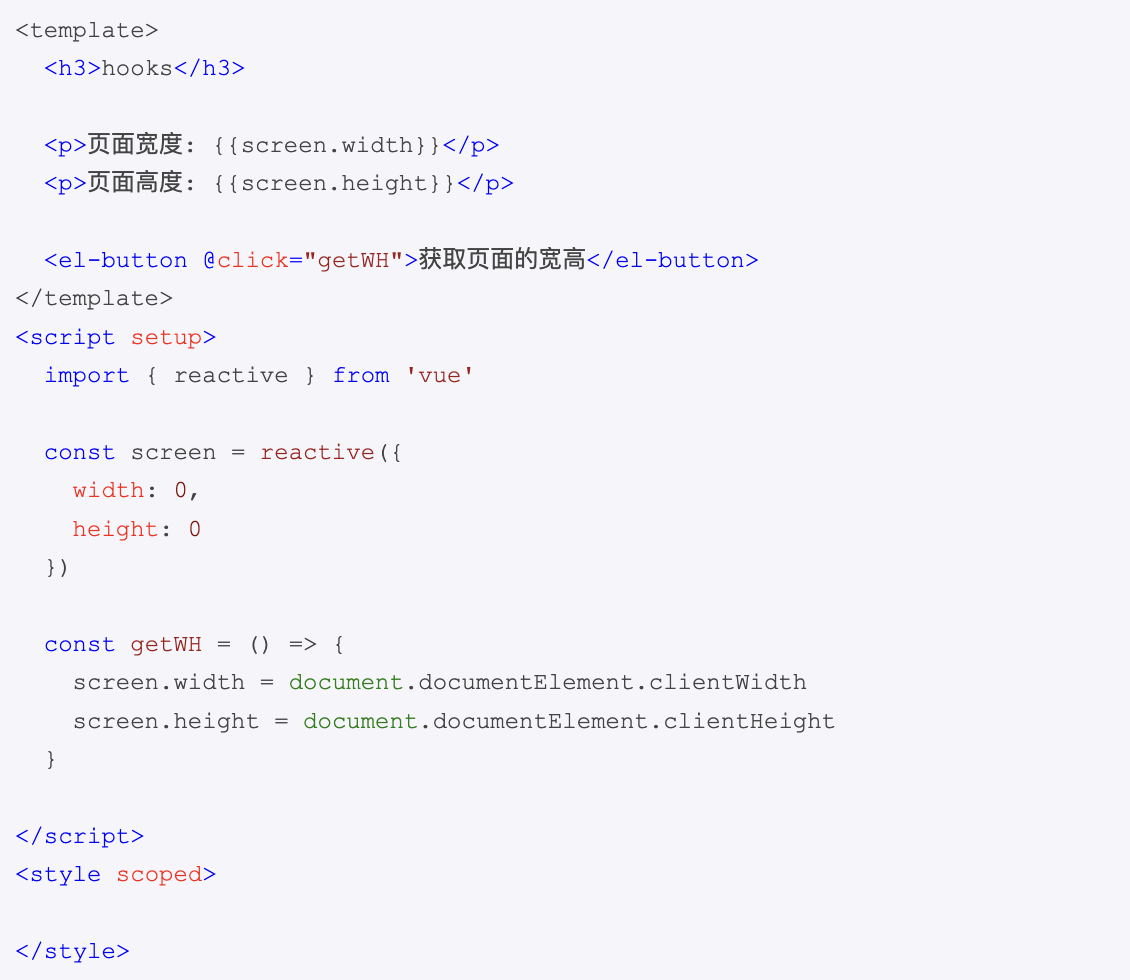 <template>
  <h3>hooks</h3>

  <p>页面宽度: {{screen.width}}</p>
  <p>页面高度: {{screen.height}}</p>

  <el-button @click="getWH">获取页面的宽高</el-button>
</template>
<script setup>
  import { reactive } from 'vue'

  const screen = reactive({
    width: 0,
    height: 0
  })

  const getWH = () => {
    screen.width = document.documentElement.clientWidth
    screen.height = document.documentElement.clientHeight
  }

</script>
<style scoped>

</style>